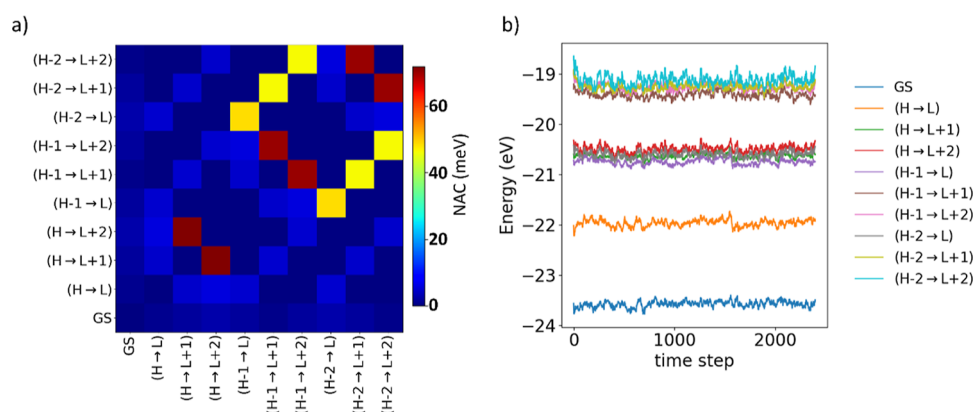 a)
(H-2→L+2)
(H-2→L+1)
(H-2→L)
(H-1→L+2)
(H-1→L+1)
(H-1→L)
(H→L+2)
(H→L+1)
(H→L)
GS
GS
(H→L)
(H→L+1)
(H→L+2)
(H-1→L)
(H-1→L+1)
(H-1→L+2)
(H-2→L)
(H-2→L+1)
(H-2→L+2)
60
40
20
0
NAC (meV)
b)
−19
−20
−21
−22
−23
−24
Energy (eV)
0 1000 2000
time step
GS
(H→L)
(H→L+1)
(H→L+2)
(H-1→L)
(H-1→L+1)
(H-1→L+2)
(H-2→L)
(H-2→L+1)
(H-2→L+2)